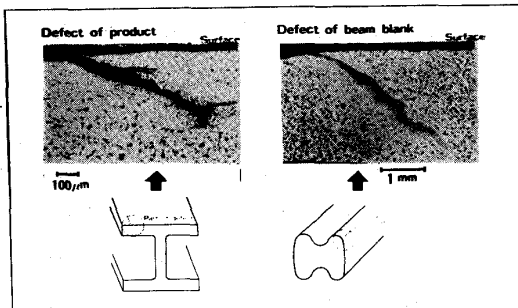 Defect of product
Surface
Defect of beam blank
Surface
100μm
1 mm